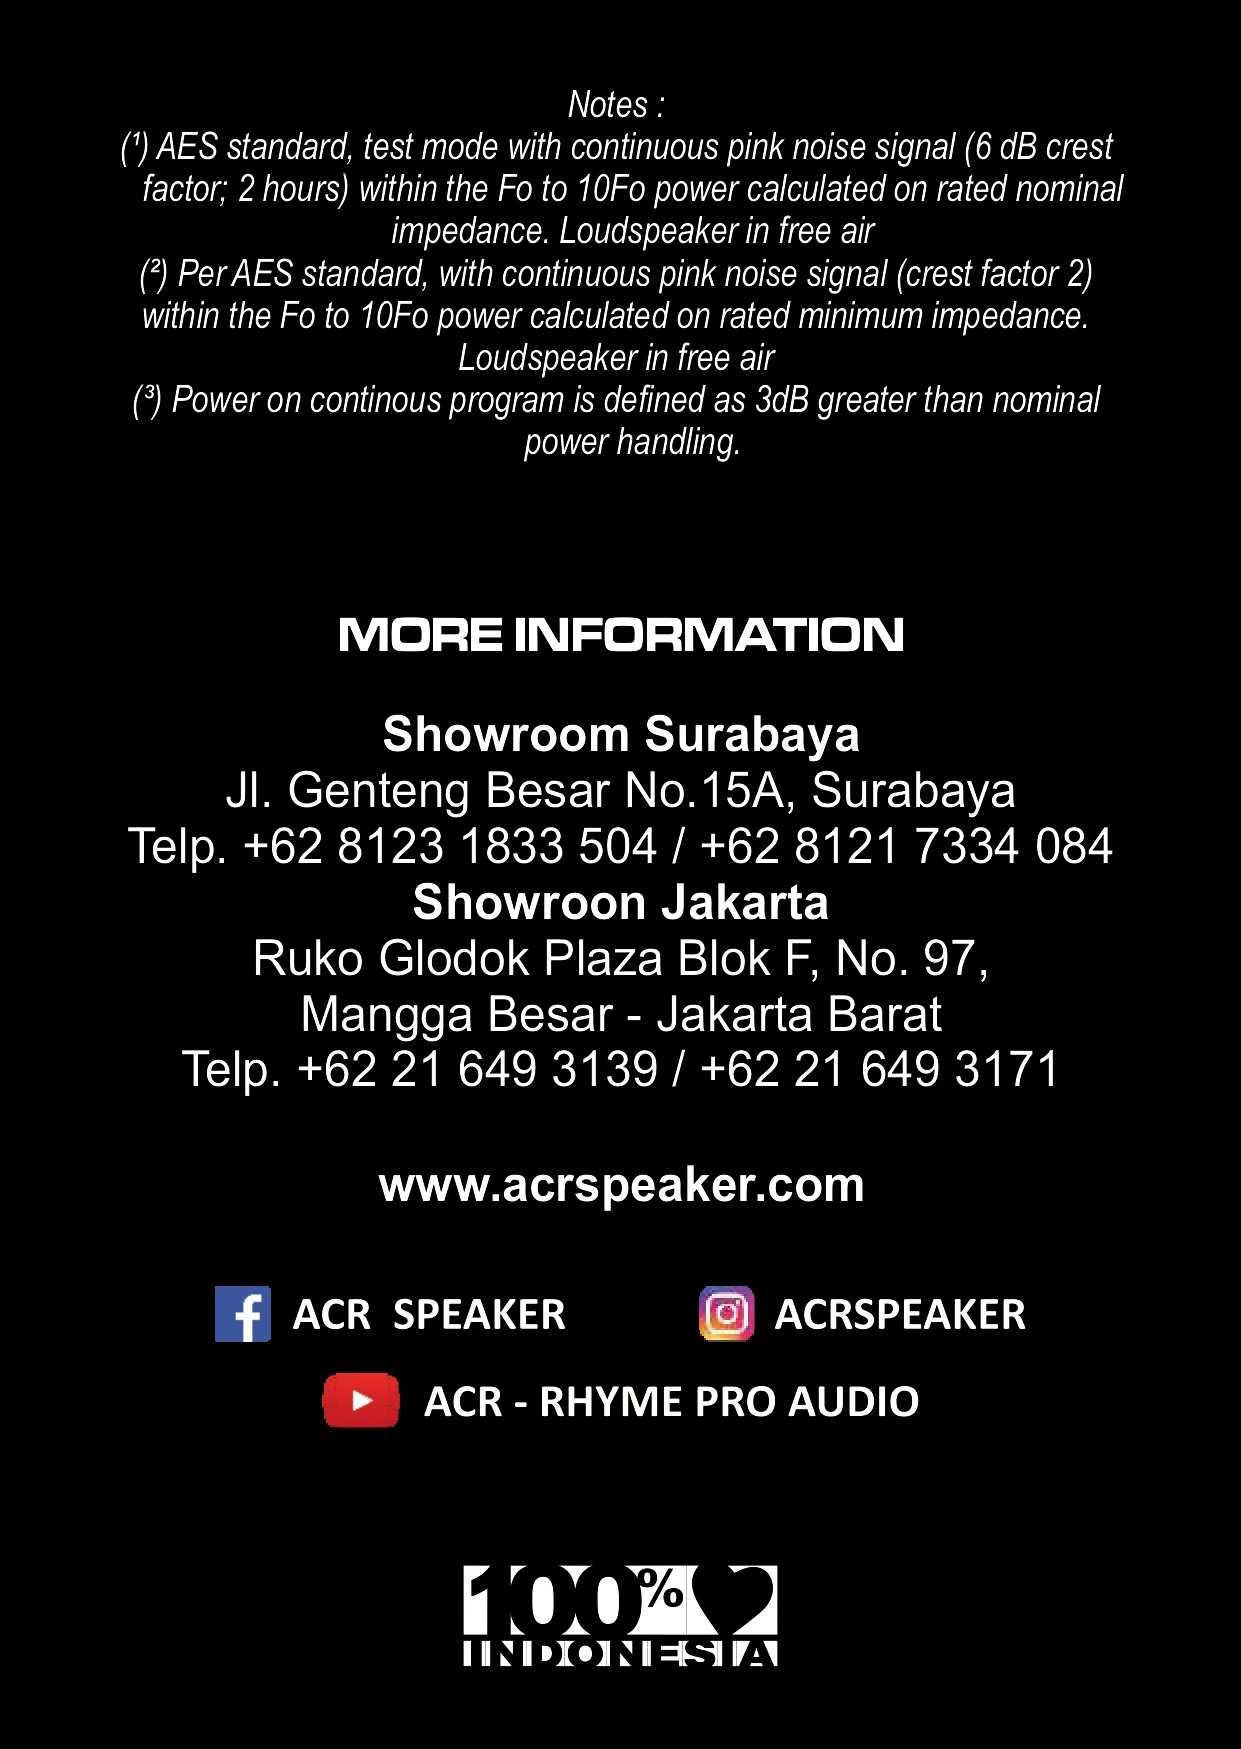 Notes :
(¹) AES standard, test mode with continuous pink noise signal (6 dB crest
factor; 2 hours) within the Fo to 10Fo power calculated on rated nominal
impedance. Loudspeaker in free air
(²) Per AES standard, with continuous pink noise signal (crest factor 2)
within the Fo to 10Fo power calculated on rated minimum impedance.
Loudspeaker in free air
(³) Power on continous program is defined as 3dB greater than nominal
power handling.
MORE INFORMATION
Showroom Surabaya
Jl. Genteng Besar No.15A, Surabaya
Telp. +62 8123 1833 504 / +62 8121 7334 084
Showroon Jakarta
Ruko Glodok Plaza Blok F, No. 97,
Mangga Besar - Jakarta Barat
Telp. +62 21 649 3139 / +62 21 649 3171
www.acrspeaker.com
f ACR SPEAKER ACRSPEAKER
ACR - RHYME PRO AUDIO
100%
INDONESIA